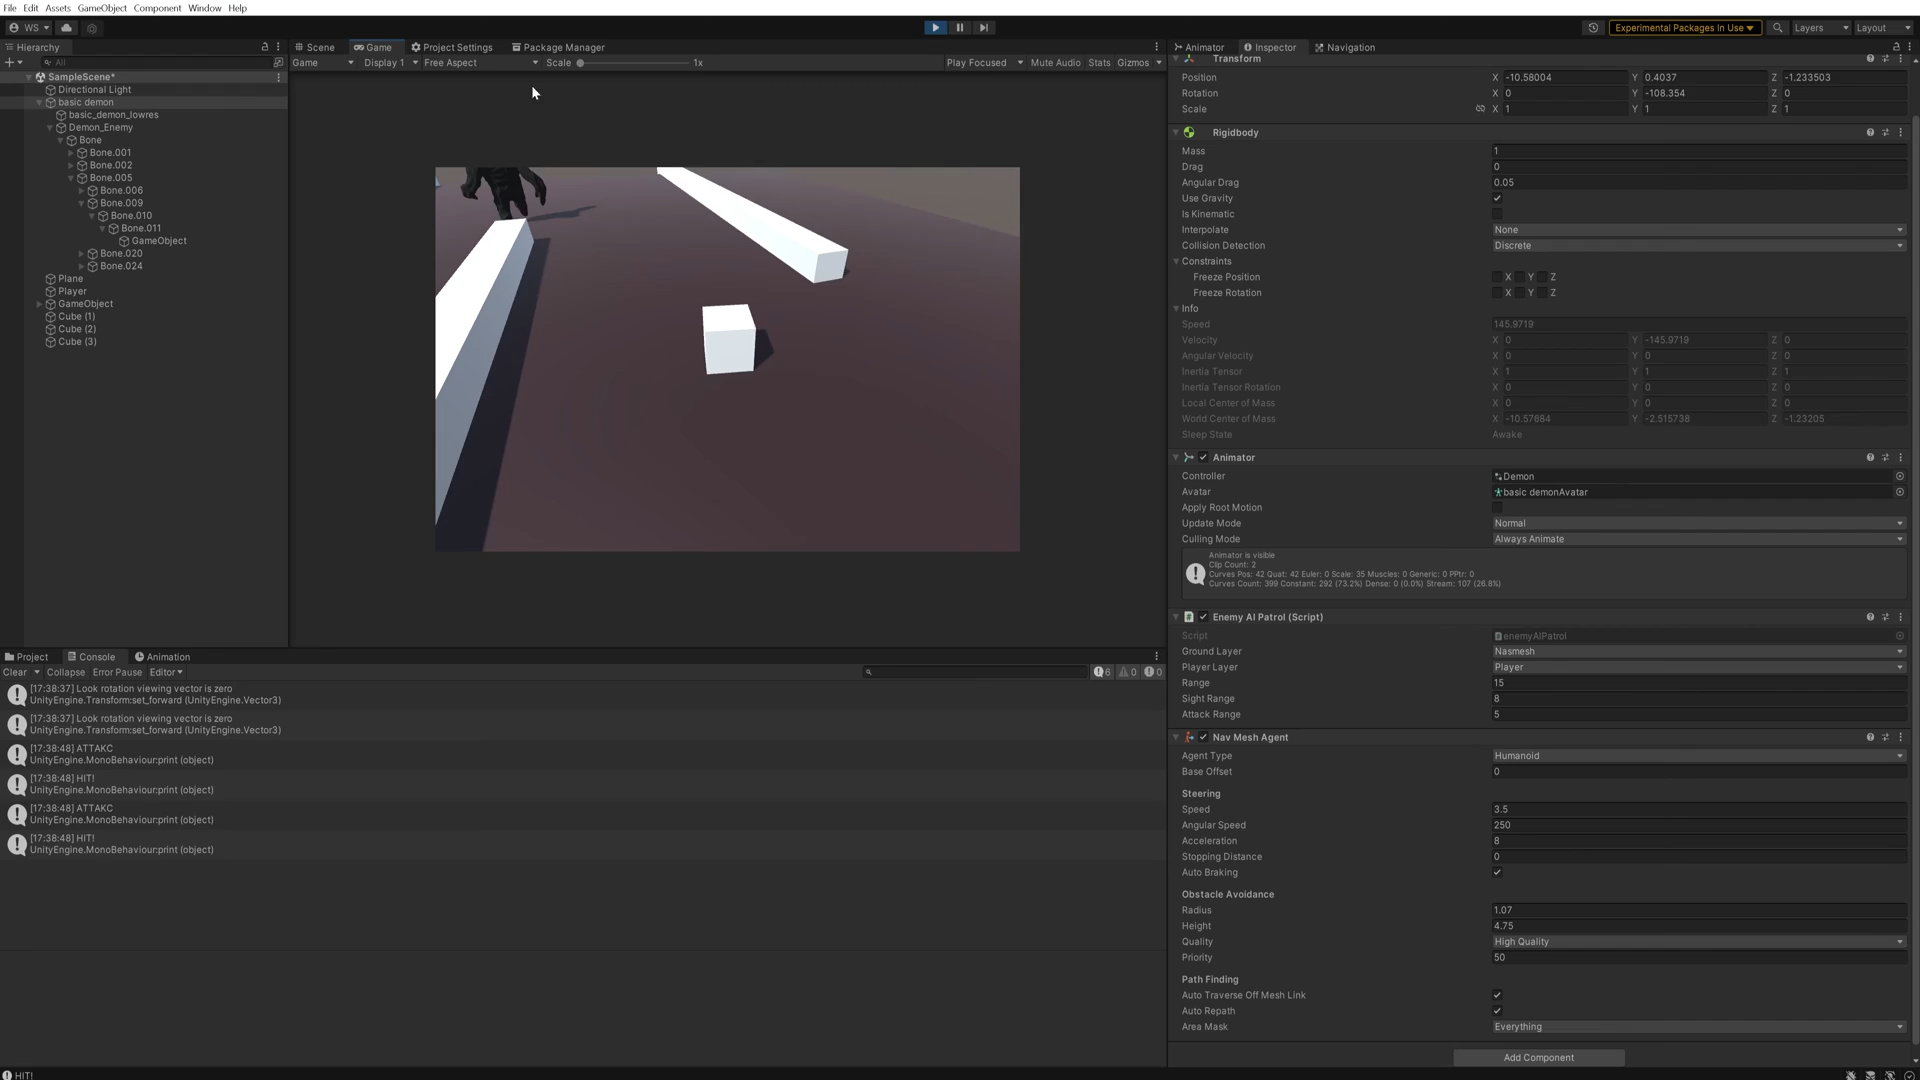 File Edit Assets GameObject Component Window Help
WS
Experimental Packages In Use
Layers
Layout
Hierarchy
All
SampleScene*
Directional Light
basic demon
basic_demon_lowres
Demon_Enemy
Bone
Bone.001
Bone.002
Bone.005
Bone.006
Bone.009
Bone.010
Bone.011
GameObject
Bone.020
Bone.024
Plane
Player
GameObject
Cube (1)
Cube (2)
Cube (3)
Scene Game Project Settings Package Manager
Game Display 1 Free Aspect Scale 1x Play Focused Mute Audio Stats Gizmos
Project Console Animation
Clear Collapse Error Pause Editor 6 0 0
[17:38:37] Look rotation viewing vector is zero
UnityEngine.Transform:set_forward (UnityEngine.Vector3)
[17:38:37] Look rotation viewing vector is zero
UnityEngine.Transform:set_forward (UnityEngine.Vector3)
[17:38:48] ATTAKC
UnityEngine.MonoBehaviour:print (object)
[17:38:48] HIT!
UnityEngine.MonoBehaviour:print (object)
[17:38:48] ATTAKC
UnityEngine.MonoBehaviour:print (object)
[17:38:48] HIT!
UnityEngine.MonoBehaviour:print (object)
HIT!
Animator Inspector Navigation
Transform
Position X -10.58004 Y 0.4037 Z -1.233503
Rotation X 0 Y -108.354 Z 0
Scale X 1 Y 1 Z 1
Rigidbody
Mass 1
Drag 0
Angular Drag 0.05
Use Gravity
Is Kinematic
Interpolate None
Collision Detection Discrete
Constraints
Freeze Position X Y Z
Freeze Rotation X Y Z
Info
Speed 145.9719
Velocity X 0 Y -145.9719 Z 0
Angular Velocity X 0 Y 0 Z 0
Inertia Tensor X 1 Y 1 Z 1
Inertia Tensor Rotation X 0 Y 0 Z 0
Local Center of Mass X 0 Y 0 Z 0
World Center of Mass X -10.57684 Y -2.515738 Z -1.23205
Sleep State Awake
Animator
Controller Demon
Avatar basic demonAvatar
Apply Root Motion
Update Mode Normal
Culling Mode Always Animate
Animator is visible
Clip Count: 2
Curves Pos: 42 Quat: 42 Euler: 0 Scale: 35 Muscles: 0 Generic: 0 PPtr: 0
Curves Count: 399 Constant: 292 (73.2%) Dense: 0 (0.0%) Stream: 107 (26.8%)
Enemy AI Patrol (Script)
Script enemyAIPatrol
Ground Layer Nasmesh
Player Layer Player
Range 15
Sight Range 8
Attack Range 5
Nav Mesh Agent
Agent Type Humanoid
Base Offset 0
Steering
Speed 3.5
Angular Speed 250
Acceleration 8
Stopping Distance 0
Auto Braking
Obstacle Avoidance
Radius 1.07
Height 4.75
Quality High Quality
Priority 50
Path Finding
Auto Traverse Off Mesh Link
Auto Repath
Area Mask Everything
Add Component